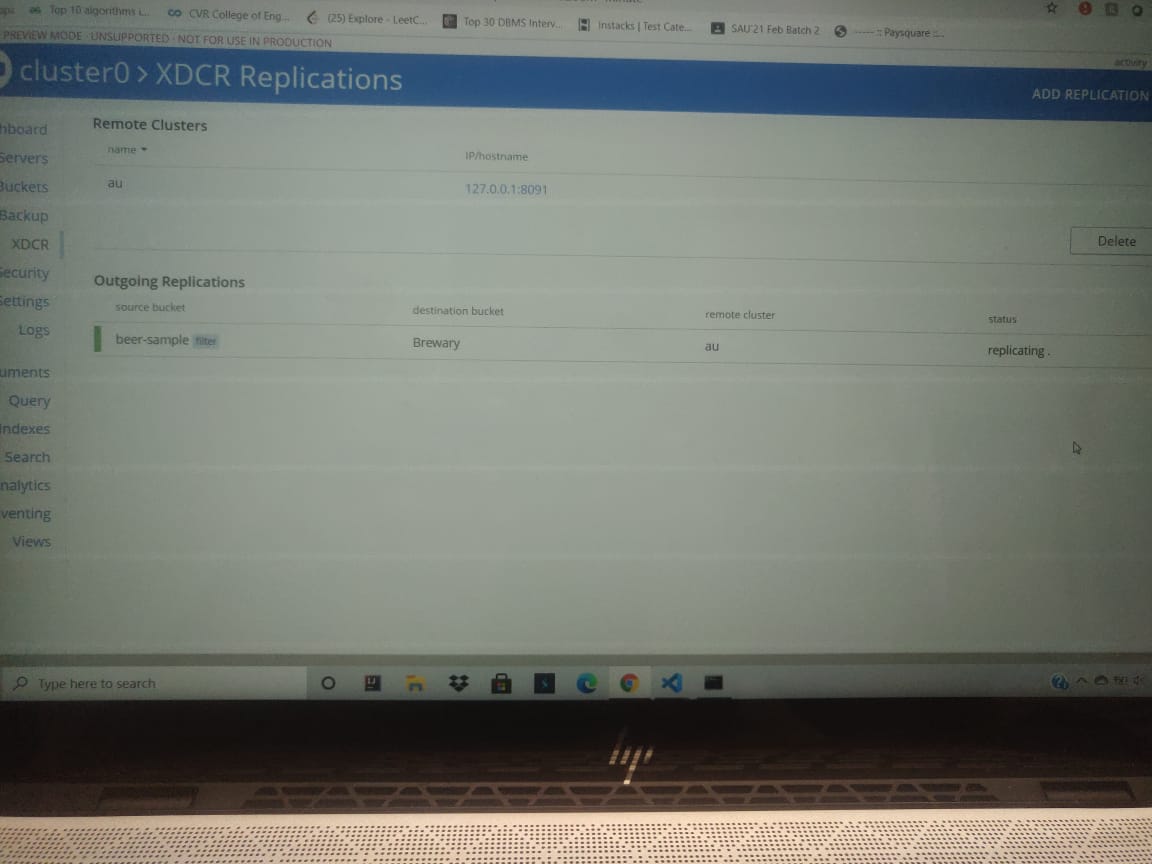 Top 10 algorithms i... CVR College of Eng... (25) Explore - LeetC... Top 30 DBMS Interv... Instacks | Test Cate... SAU'21 Feb Batch 2 ------ :: Paysquare ::...
PREVIEW MODE · UNSUPPORTED · NOT FOR USE IN PRODUCTION
activity
cluster0 > XDCR Replications
ADD REPLICATION
hboard
Servers
Buckets
Backup
XDCR
Security
Settings
Logs
uments
Query
Indexes
Search
nalytics
venting
Views
Remote Clusters
name IP/hostname
au 127.0.0.1:8091
Delete
Outgoing Replications
source bucket destination bucket remote cluster status
beer-sample filter Brewary au replicating .
Type here to search
hp